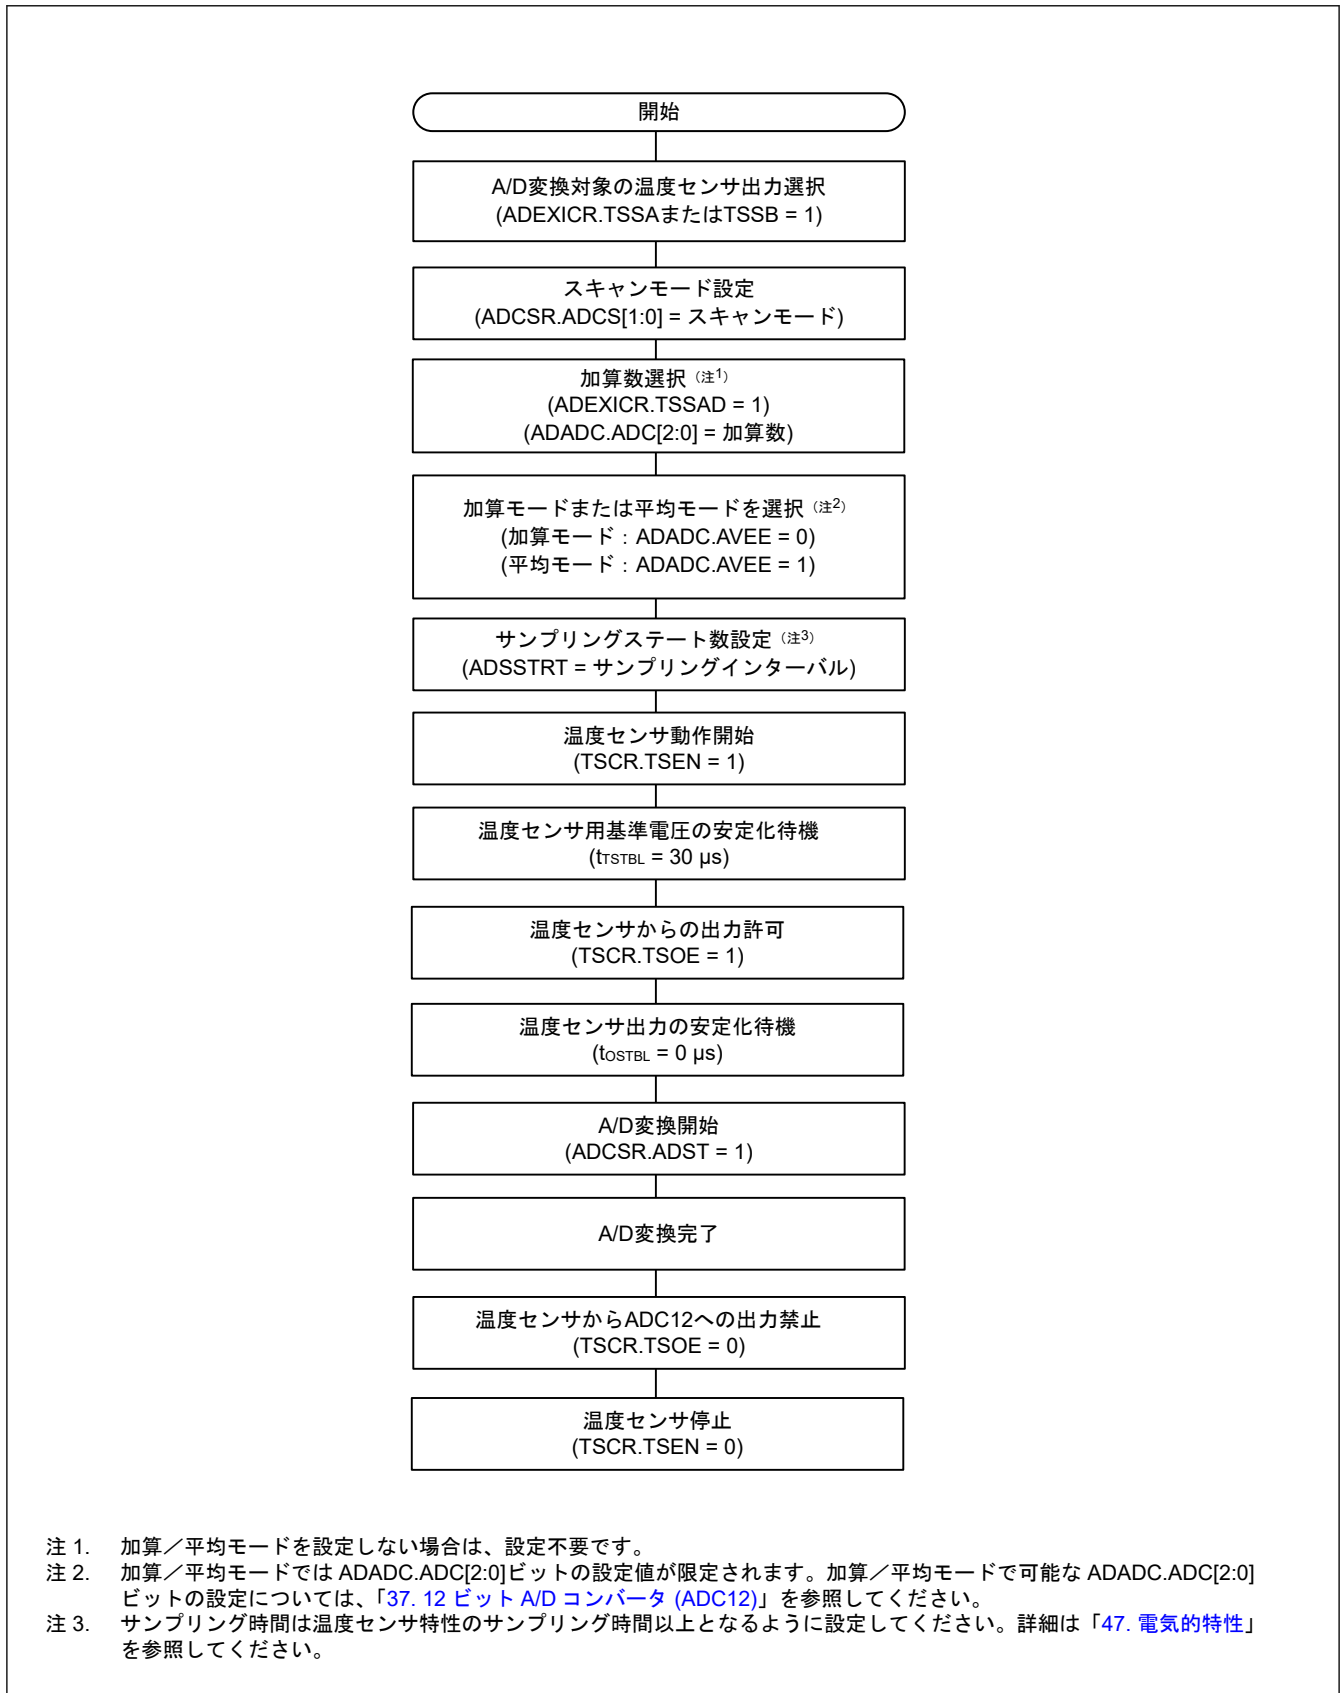 開始
A/D変換対象の温度センサ出力選択
(ADEXICR.TSSAまたはTSSB = 1)
スキャンモード設定
(ADCSR.ADCS[1:0] = スキャンモード)
加算数選択（注1）
(ADEXICR.TSSAD = 1)
(ADADC.ADC[2:0] = 加算数)
加算モードまたは平均モードを選択（注2）
(加算モード：ADADC.AVEE = 0)
(平均モード：ADADC.AVEE = 1)
サンプリングステート数設定（注3）
(ADSSTRT = サンプリングインターバル)
温度センサ動作開始
(TSCR.TSEN = 1)
温度センサ用基準電圧の安定化待機
(tTSTBL = 30 µs)
温度センサからの出力許可
(TSCR.TSOE = 1)
温度センサ出力の安定化待機
(tOSTBL = 0 µs)
A/D変換開始
(ADCSR.ADST = 1)
A/D変換完了
温度センサからADC12への出力禁止
(TSCR.TSOE = 0)
温度センサ停止
(TSCR.TSEN = 0)
注 1. 加算／平均モードを設定しない場合は、設定不要です。
注 2. 加算／平均モードでは ADADC.ADC[2:0]ビットの設定値が限定されます。加算／平均モードで可能な ADADC.ADC[2:0]
ビットの設定については、「37. 12 ビット A/D コンバータ (ADC12)」を参照してください。
注 3. サンプリング時間は温度センサ特性のサンプリング時間以上となるように設定してください。詳細は「47. 電気的特性」
を参照してください。